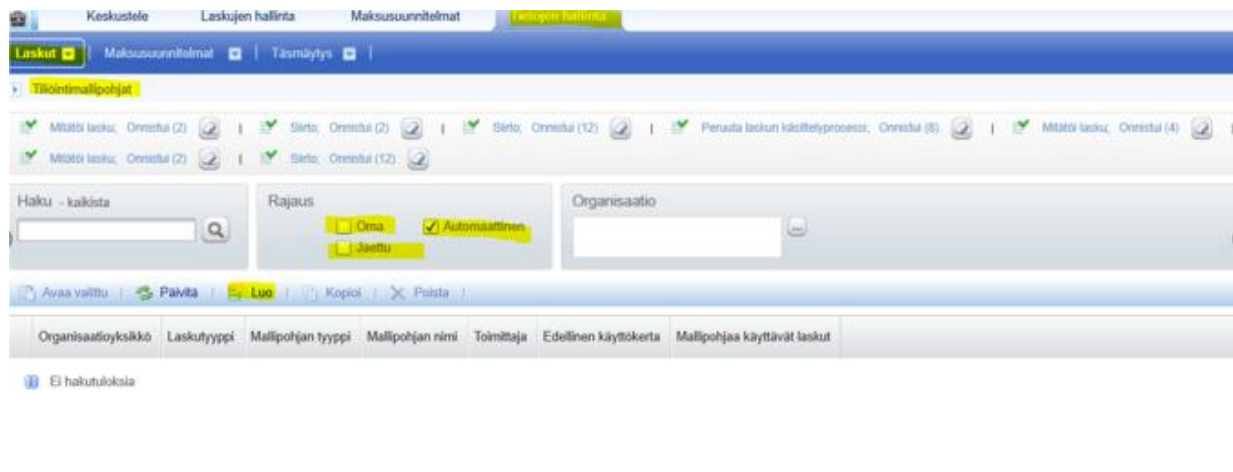 Keskustele Laskujen hallinta Maksusuunnitelmat Tietojen hallinta
Laskut | Maksusuunnitelmat | Täsmäytys |
Tiliöintimallipohjat
Mitätöi lasku; Onnistui (2) | Siirto; Onnistui (2) | Siirto; Onnistui (12) | Peruuta laskun käsittelyprosessi; Onnistui (8) | Mitätöi lasku; Onnistui (4)
Mitätöi lasku; Onnistui (2) | Siirto; Onnistui (12)
Haku - kaikista Rajaus Organisaatio
Oma Automaattinen
Jaettu
Avaa valittu | Päivitä | Luo | Kopioi | Poista |
Organisaatioyksikkö Laskutyyppi Mallipohjan tyyppi Mallipohjan nimi Toimittaja Edellinen käyttökerta Mallipohjaa käyttävät laskut
Ei hakutuloksia